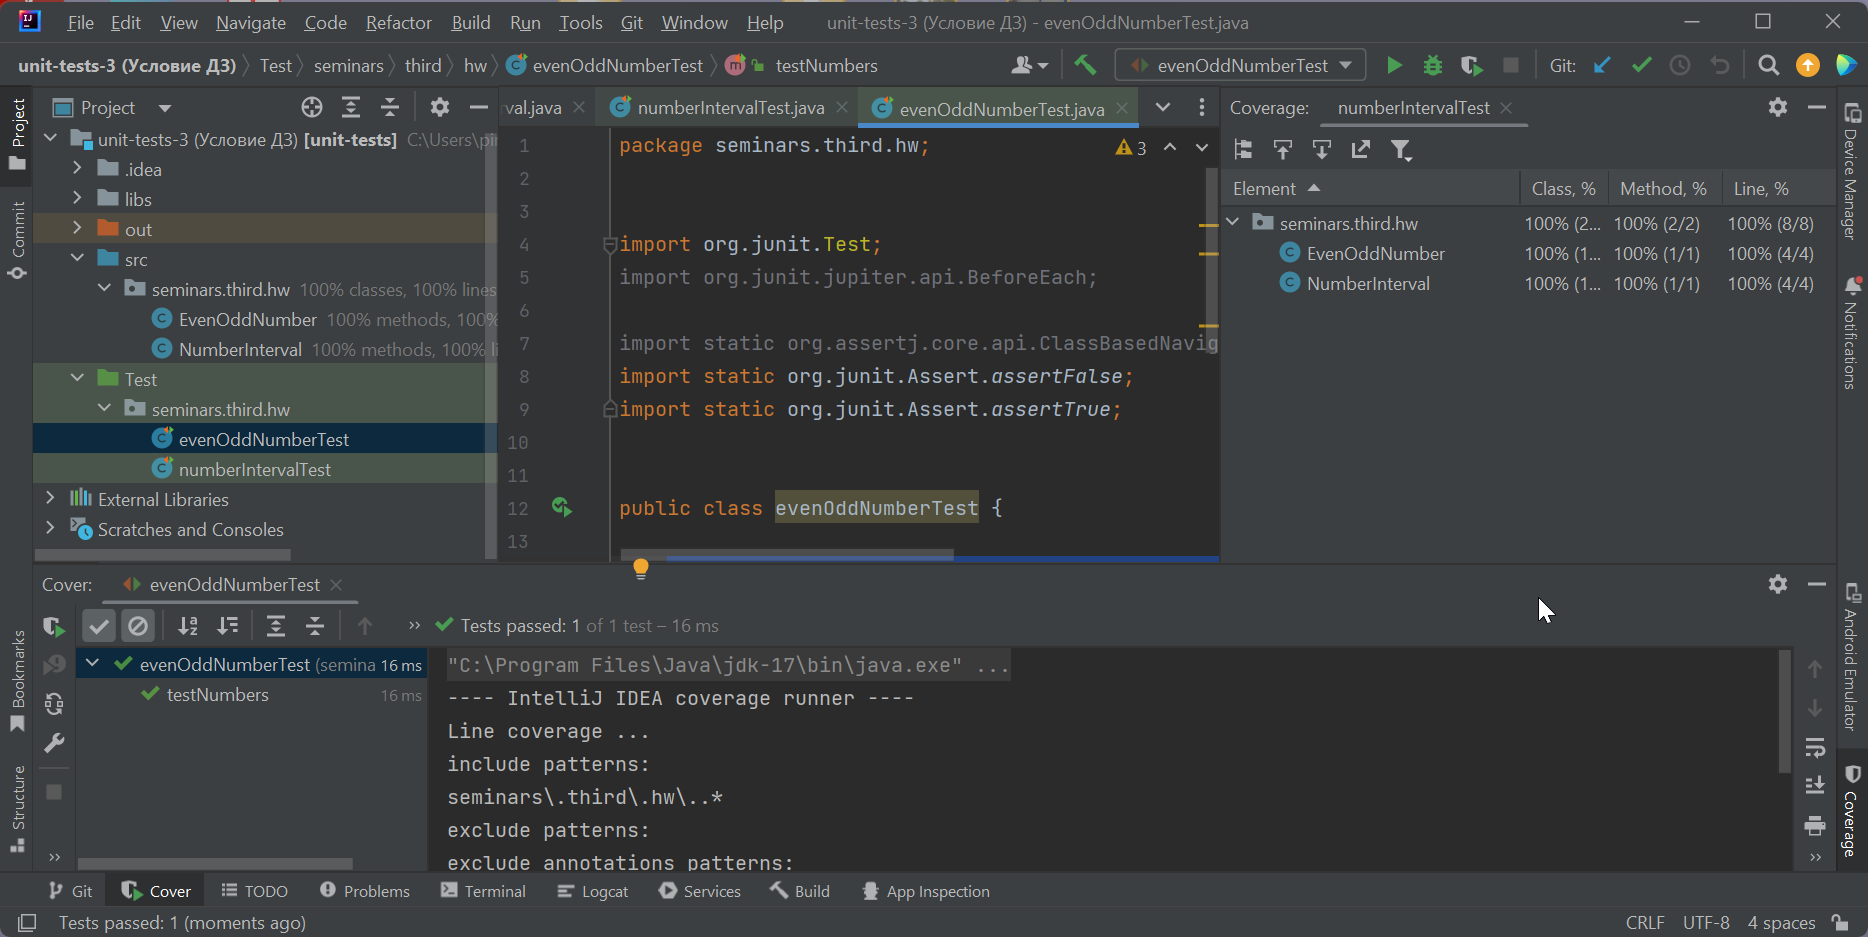 File Edit View Navigate Code Refactor Build Run Tools Git Window Help unit-tests-3 (Условие ДЗ) - evenOddNumberTest.java
unit-tests-3 (Условие ДЗ) Test seminars third hw evenOddNumberTest testNumbers evenOddNumberTest Git:
Project
rval.java numberIntervalTest.java evenOddNumberTest.java
Coverage: numberIntervalTest
Project
Commit
unit-tests-3 (Условие ДЗ) [unit-tests] C:\Users\pi
.idea
libs
out
src
seminars.third.hw 100% classes, 100% lines
EvenOddNumber 100% methods, 100%
NumberInterval 100% methods, 100% li
Test
seminars.third.hw
evenOddNumberTest
numberIntervalTest
External Libraries
Scratches and Consoles
1 package seminars.third.hw; 3
2
3
4 import org.junit.Test;
5 import org.junit.jupiter.api.BeforeEach;
6
7 import static org.assertj.core.api.ClassBasedNavig
8 import static org.junit.Assert.assertFalse;
9 import static org.junit.Assert.assertTrue;
10
11
12 public class evenOddNumberTest {
13
Element Class, % Method, % Line, %
seminars.third.hw 100% (2... 100% (2/2) 100% (8/8)
EvenOddNumber 100% (1... 100% (1/1) 100% (4/4)
NumberInterval 100% (1... 100% (1/1) 100% (4/4)
Device Manager
Notifications
Android Emulator
Coverage
Cover: evenOddNumberTest
Tests passed: 1 of 1 test – 16 ms
Bookmarks
Structure
evenOddNumberTest (semina 16 ms
testNumbers 16 ms
"C:\Program Files\Java\jdk-17\bin\java.exe" ...
---- IntelliJ IDEA coverage runner ----
Line coverage ...
include patterns:
seminars\.third\.hw\..*
exclude patterns:
exclude annotations patterns:
Git Cover TODO Problems Terminal Logcat Services Build App Inspection
Tests passed: 1 (moments ago) CRLF UTF-8 4 spaces